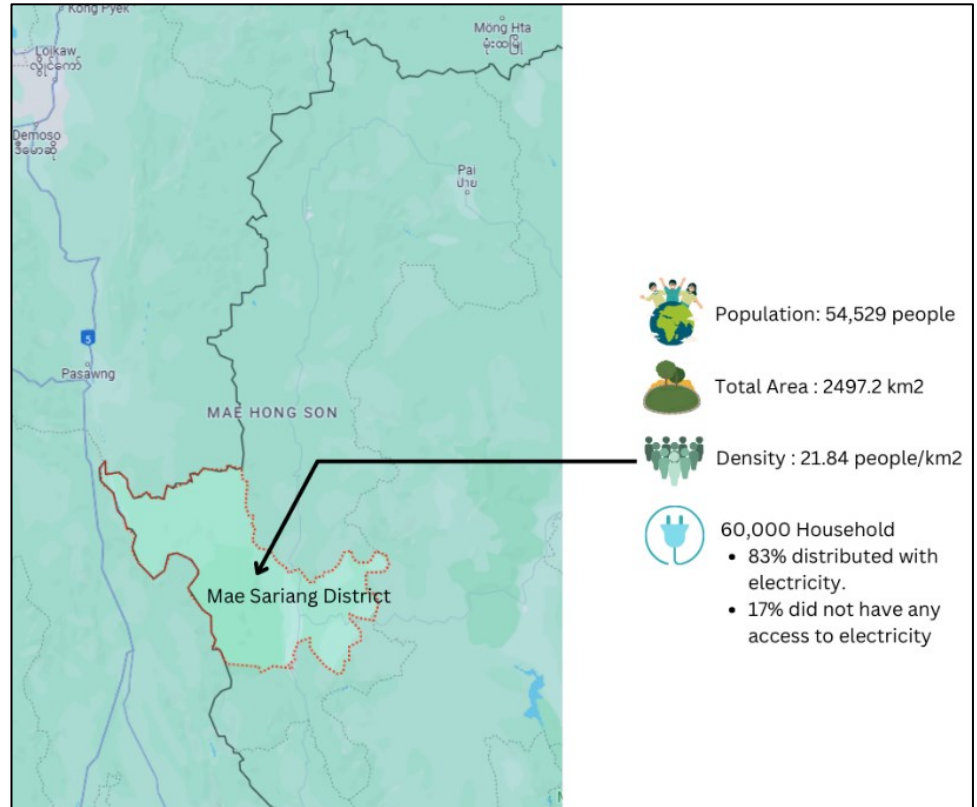 Kong Pyek
Möng Hta
မိုးထမြို့
Loikaw
လွိုင်ကော်
Demoso
ဒီမောဆို
Pai
ปาย
5
Pasawng
MAE HONG SON
Mae Sariang District
Population: 54,529 people
Total Area : 2497.2 km2
Density : 21.84 people/km2
60,000 Household
• 83% distributed with
electricity.
• 17% did not have any
access to electricity